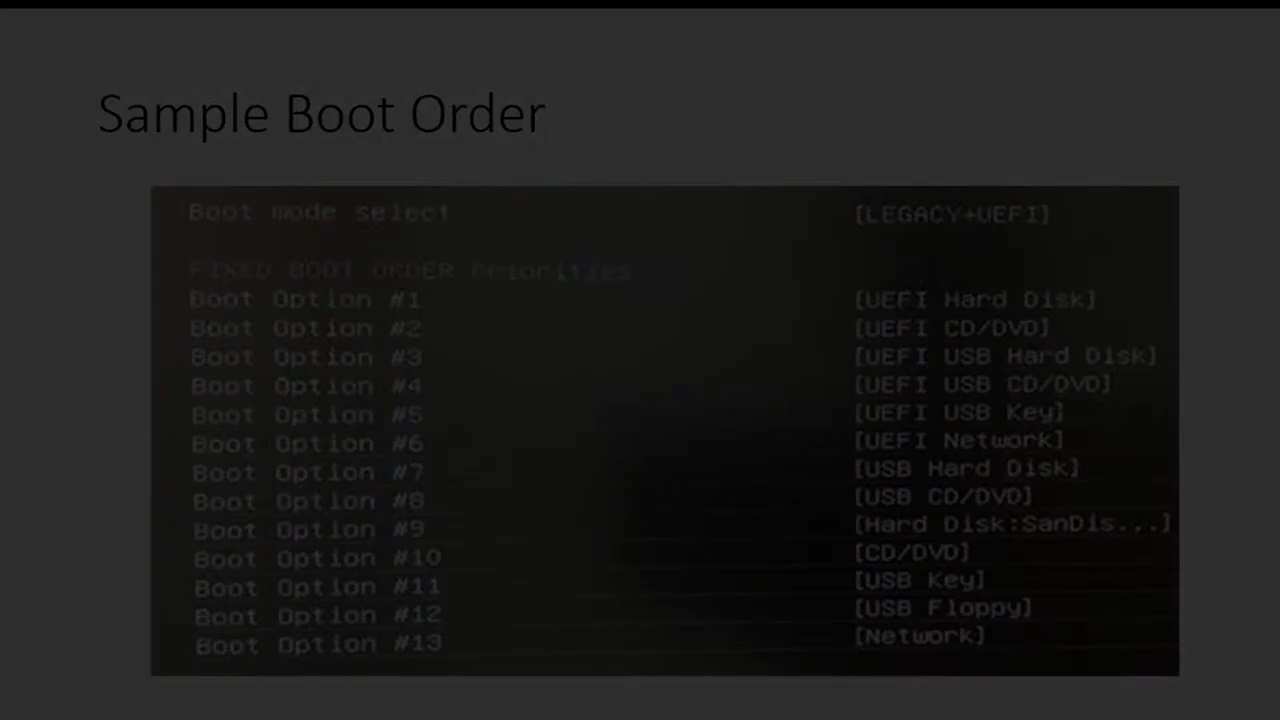 Sample Boot Order
Boot mode select [LEGACY+UEFI]
FIXED BOOT ORDER Priorities
Boot Option #1 [UEFI Hard Disk]
Boot Option #2 [UEFI CD/DVD]
Boot Option #3 [UEFI USB Hard Disk]
Boot Option #4 [UEFI USB CD/DVD]
Boot Option #5 [UEFI USB Key]
Boot Option #6 [UEFI Network]
Boot Option #7 [USB Hard Disk]
Boot Option #8 [USB CD/DVD]
Boot Option #9 [Hard Disk:SanDis...]
Boot Option #10 [CD/DVD]
Boot Option #11 [USB Key]
Boot Option #12 [USB Floppy]
Boot Option #13 [Network]